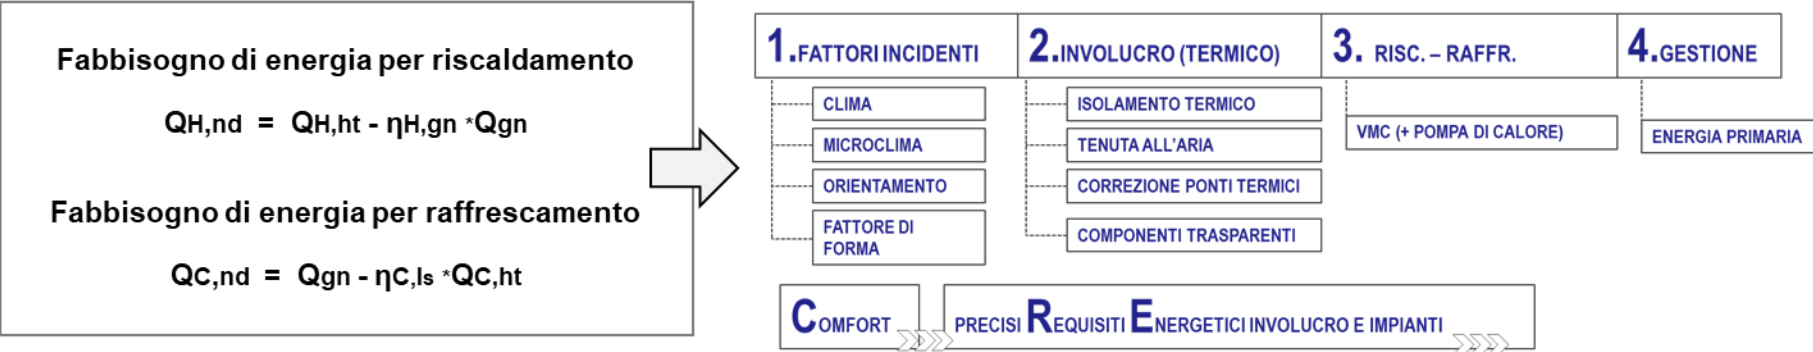 Fabbisogno di energia per riscaldamento
QH,nd = QH,ht - ηH,gn *Qgn
Fabbisogno di energia per raffrescamento
QC,nd = Qgn - ηC,ls *QC,ht
1.FATTORI INCIDENTI
CLIMA
MICROCLIMA
ORIENTAMENTO
FATTORE DI
FORMA
2.INVOLUCRO (TERMICO)
ISOLAMENTO TERMICO
TENUTA ALL'ARIA
CORREZIONE PONTI TERMICI
COMPONENTI TRASPARENTI
3. RISC. – RAFFR.
VMC (+ POMPA DI CALORE)
4.GESTIONE
ENERGIA PRIMARIA
COMFORT
PRECISI REQUISITI ENERGETICI INVOLUCRO E IMPIANTI